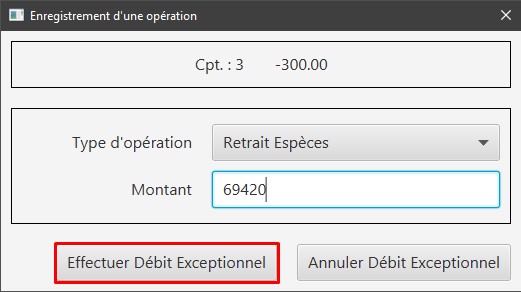 Enregistrement d'une opération
Cpt. : 3 -300.00
Type d'opération Retrait Espèces
Montant 69420
Effectuer Débit Exceptionnel Annuler Débit Exceptionnel